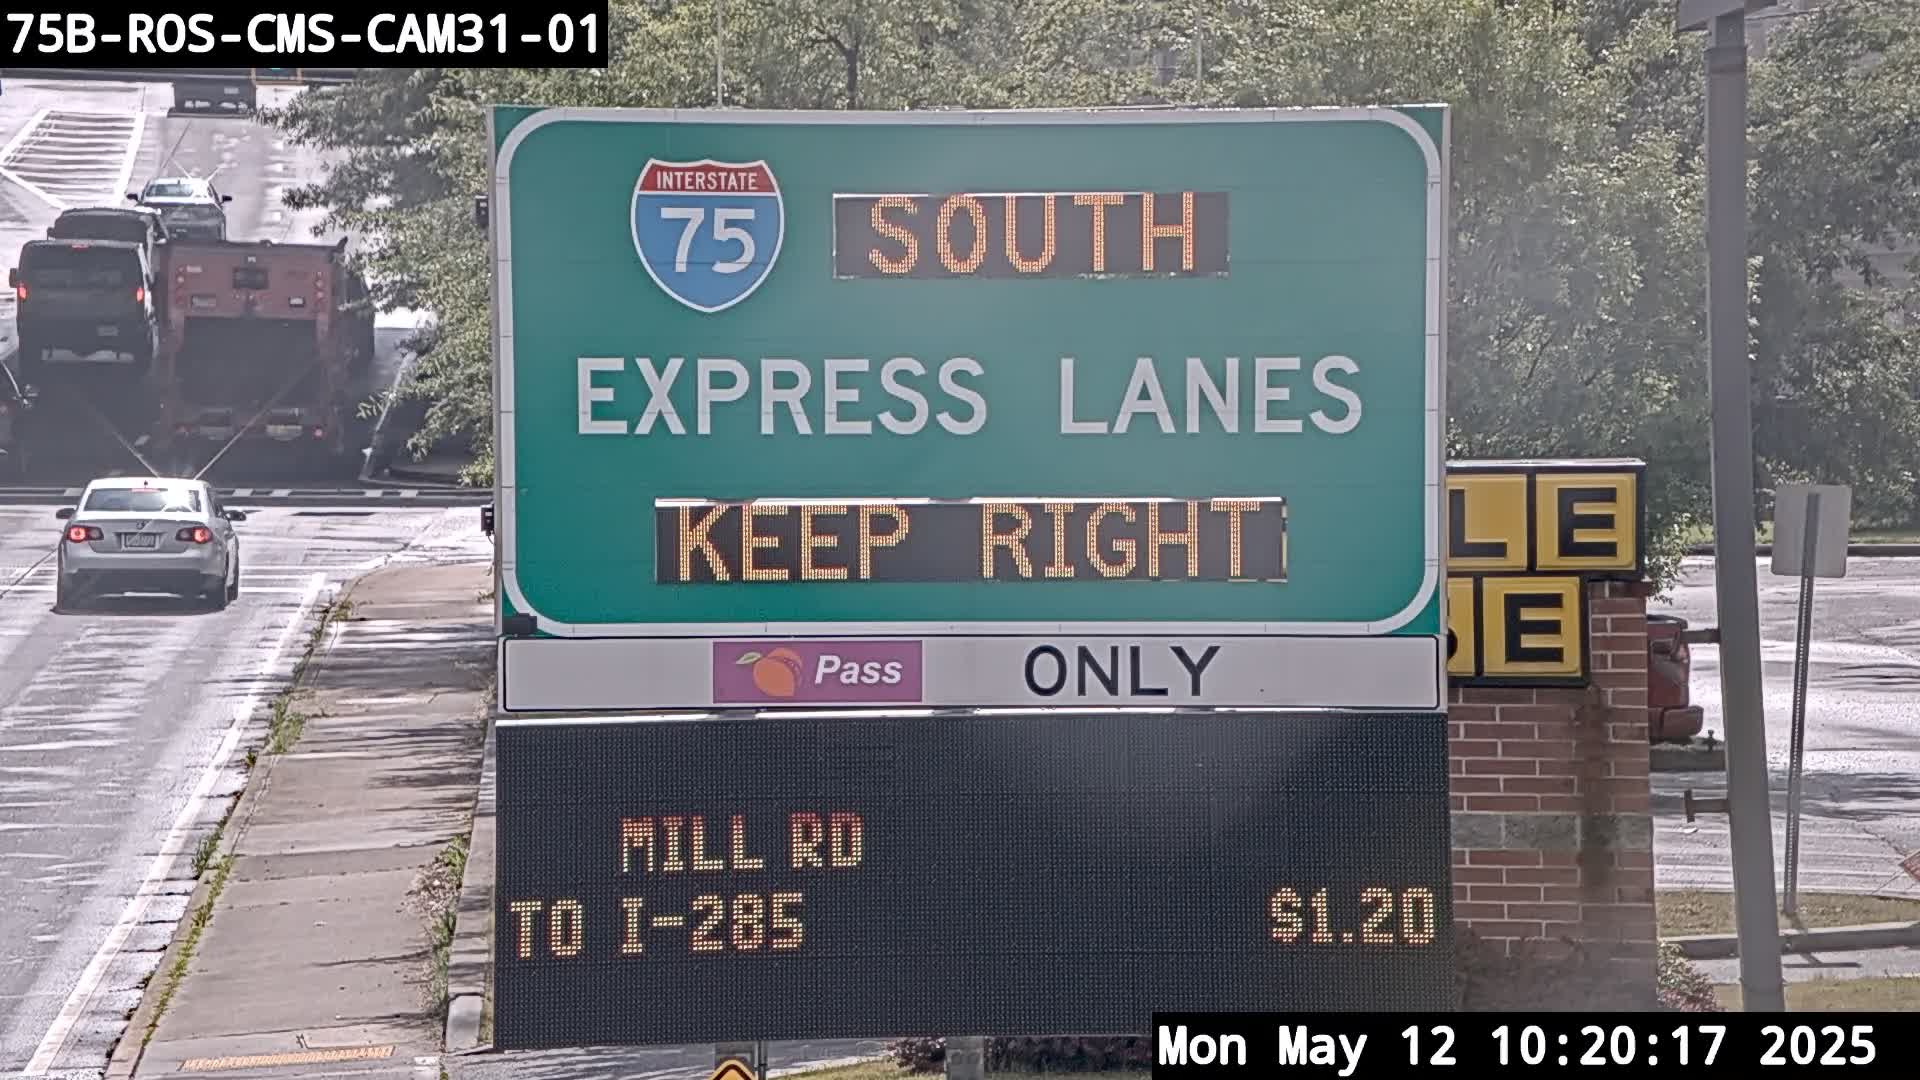 75B-ROS-CMS-CAM31-01
INTERSTATE
75
SOUTH
EXPRESS LANES
KEEP RIGHT
LE
E
Pass ONLY
MILL RD
TO I-285 $1.20
Mon May 12 10:20:17 2025